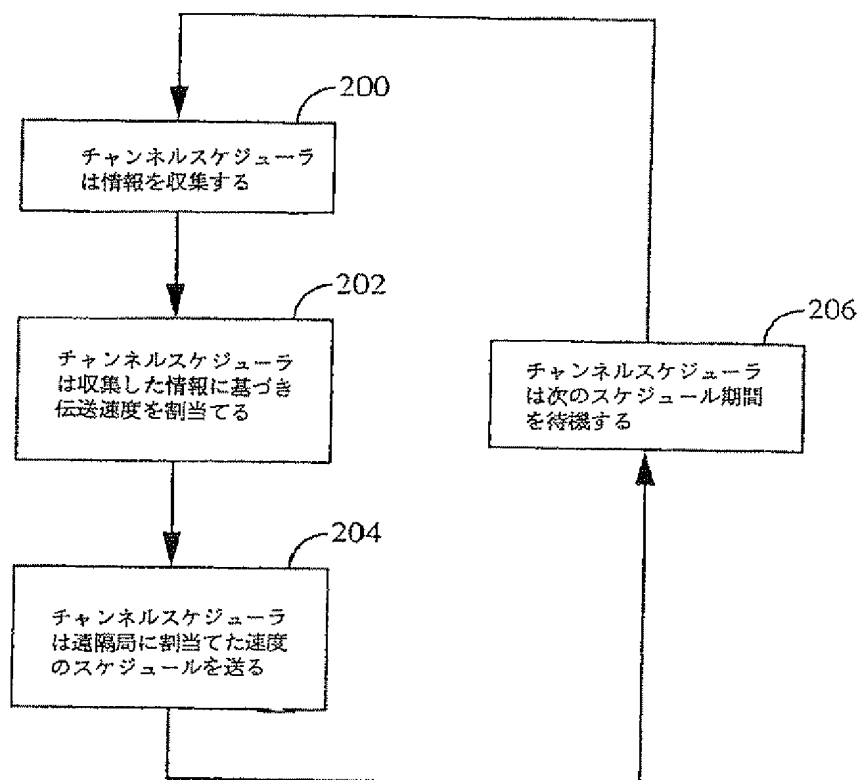 200
チャンネルスケジューラ
は情報を収集する
202
チャンネルスケジューラ
は収集した情報に基づき
伝送速度を割当てる
204
チャンネルスケジューラ
は遠隔局に割当てた速度
のスケジュールを送る
206
チャンネルスケジューラ
は次のスケジュール期間
を待機する